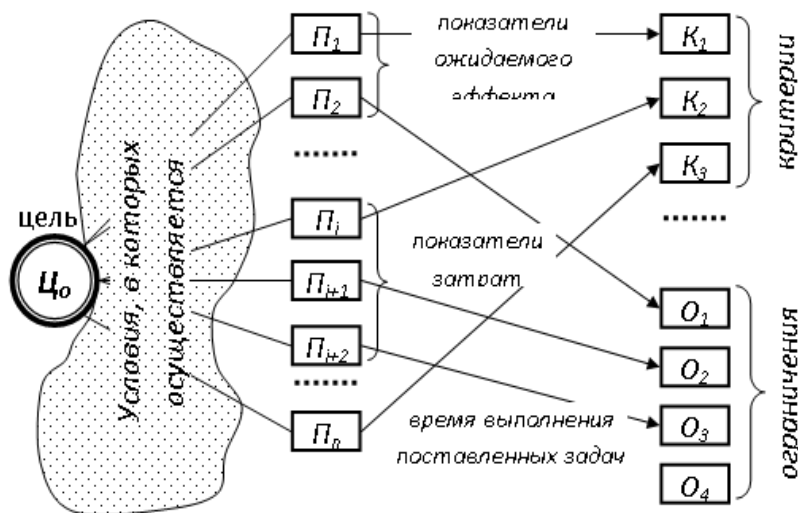 цель
Ц₀
Условия, в которых
осуществляется
П₁
П₂
.......
Пᵢ
Пᵢ₊₁
Пᵢ₊₂
.......
Пₙ
показатели
ожидаемого
эффекта
показатели
затрат
время выполнения
поставленных задач
К₁
К₂
К₃
.......
критерии
О₁
О₂
О₃
О₄
ограничения